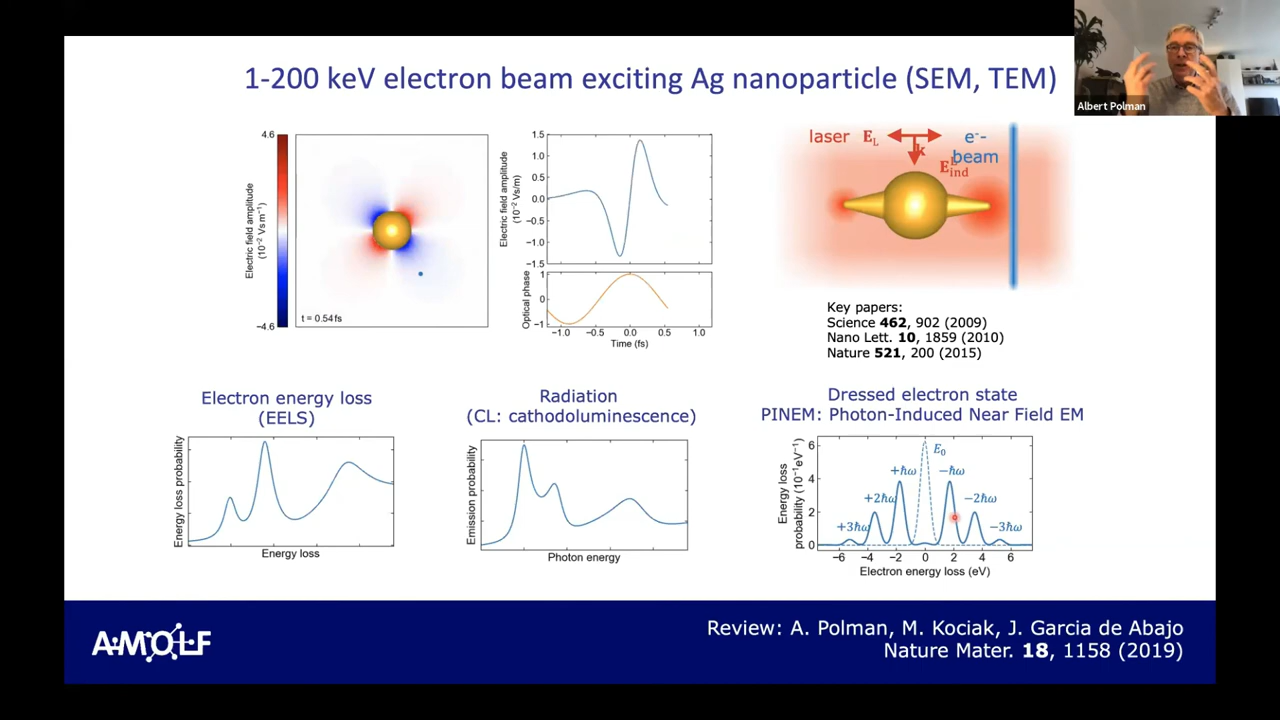 1-200 keV electron beam exciting Ag nanoparticle (SEM, TEM)
Albert Polman
4.6
Electric field amplitude
(10⁻² Vs m⁻¹)
−4.6
t = 0.54 fs
Electric field amplitude
(10⁻² Vs/m)
1.5
1.0
0.5
0.0
−0.5
−1.0
−1.5
Optical phase
1
0
−1
−1.0 −0.5 0.0 0.5 1.0
Time (fs)
laser E_L
k
e⁻-
beam
E_ind
Key papers:
Science 462, 902 (2009)
Nano Lett. 10, 1859 (2010)
Nature 521, 200 (2015)
Electron energy loss
(EELS)
Energy loss probability
Energy loss
Radiation
(CL: cathodoluminescence)
Emission probability
Photon energy
Dressed electron state
PINEM: Photon-Induced Near Field EM
Energy loss
probability (10⁻¹eV⁻¹)
6
4
2
0
E₀
+ℏω −ℏω
+2ℏω −2ℏω
+3ℏω −3ℏω
−6 −4 −2 0 2 4 6
Electron energy loss (eV)
AMOLF
Review: A. Polman, M. Kociak, J. Garcia de Abajo
Nature Mater. 18, 1158 (2019)